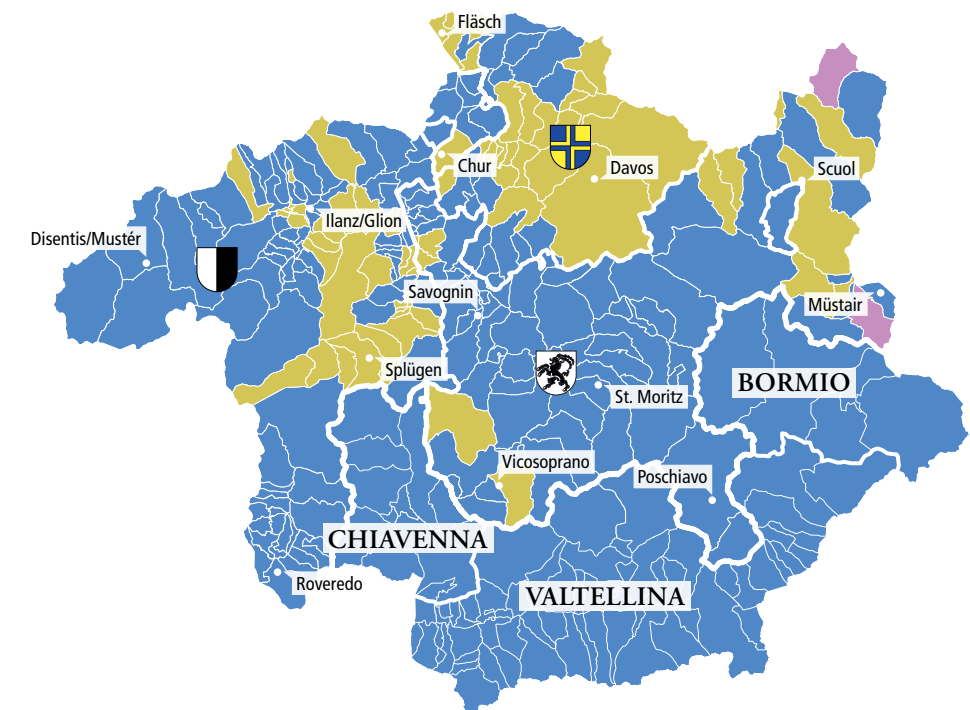 Fläsch
Chur
Davos
Scuol
Ilanz/Glion
Disentis/Mustér
Savognin
Müstair
Splügen
BORMIO
St. Moritz
Vicosoprano
Poschiavo
CHIAVENNA
Roveredo
VALTELLINA